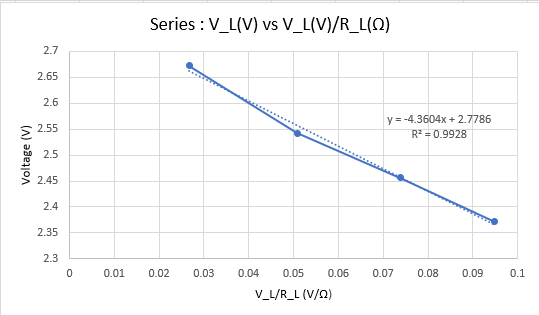 Series : V_L(V) vs V_L(V)/R_L(Ω)
2.7
2.65
2.6
2.55
2.5
2.45
2.4
2.35
2.3
Voltage (V)
y = -4.3604x + 2.7786
R² = 0.9928
0 0.01 0.02 0.03 0.04 0.05 0.06 0.07 0.08 0.09 0.1
V_L/R_L (V/Ω)